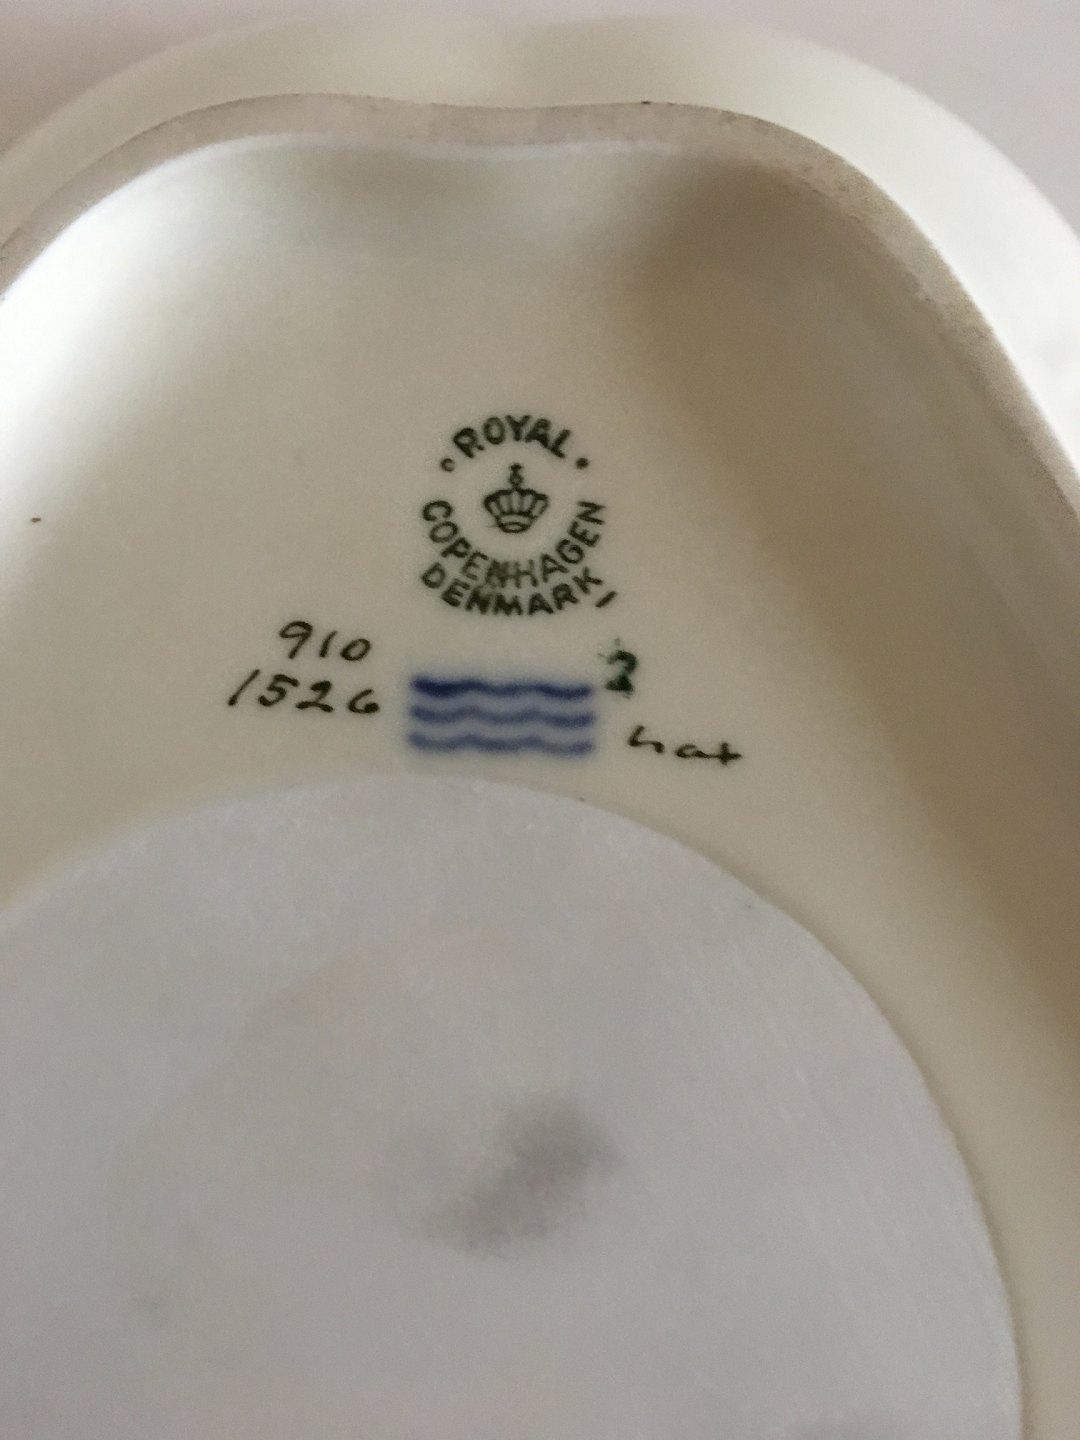 ROYAL
COPENHAGEN
DENMARK
910
1526
2
hat